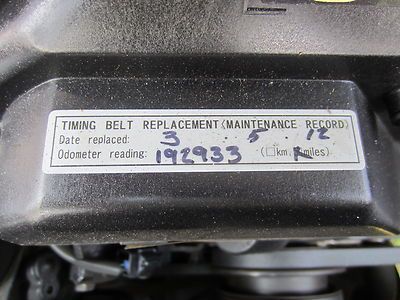 TIMING BELT REPLACEMENT (MAINTENANCE RECORD)
Date replaced: 3 . 5 . 12
Odometer reading: 192933 (☐km, ☒miles)